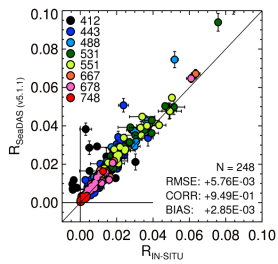 0.10
0.08
0.06
0.04
0.02
0.00
R SeaDAS (v5.1.1)
412
443
488
531
551
667
678
748
N = 248
RMSE: +5.76E-03
CORR: +9.49E-01
BIAS: +2.85E-03
0.00 0.02 0.04 0.06 0.08 0.10
R IN-SITU